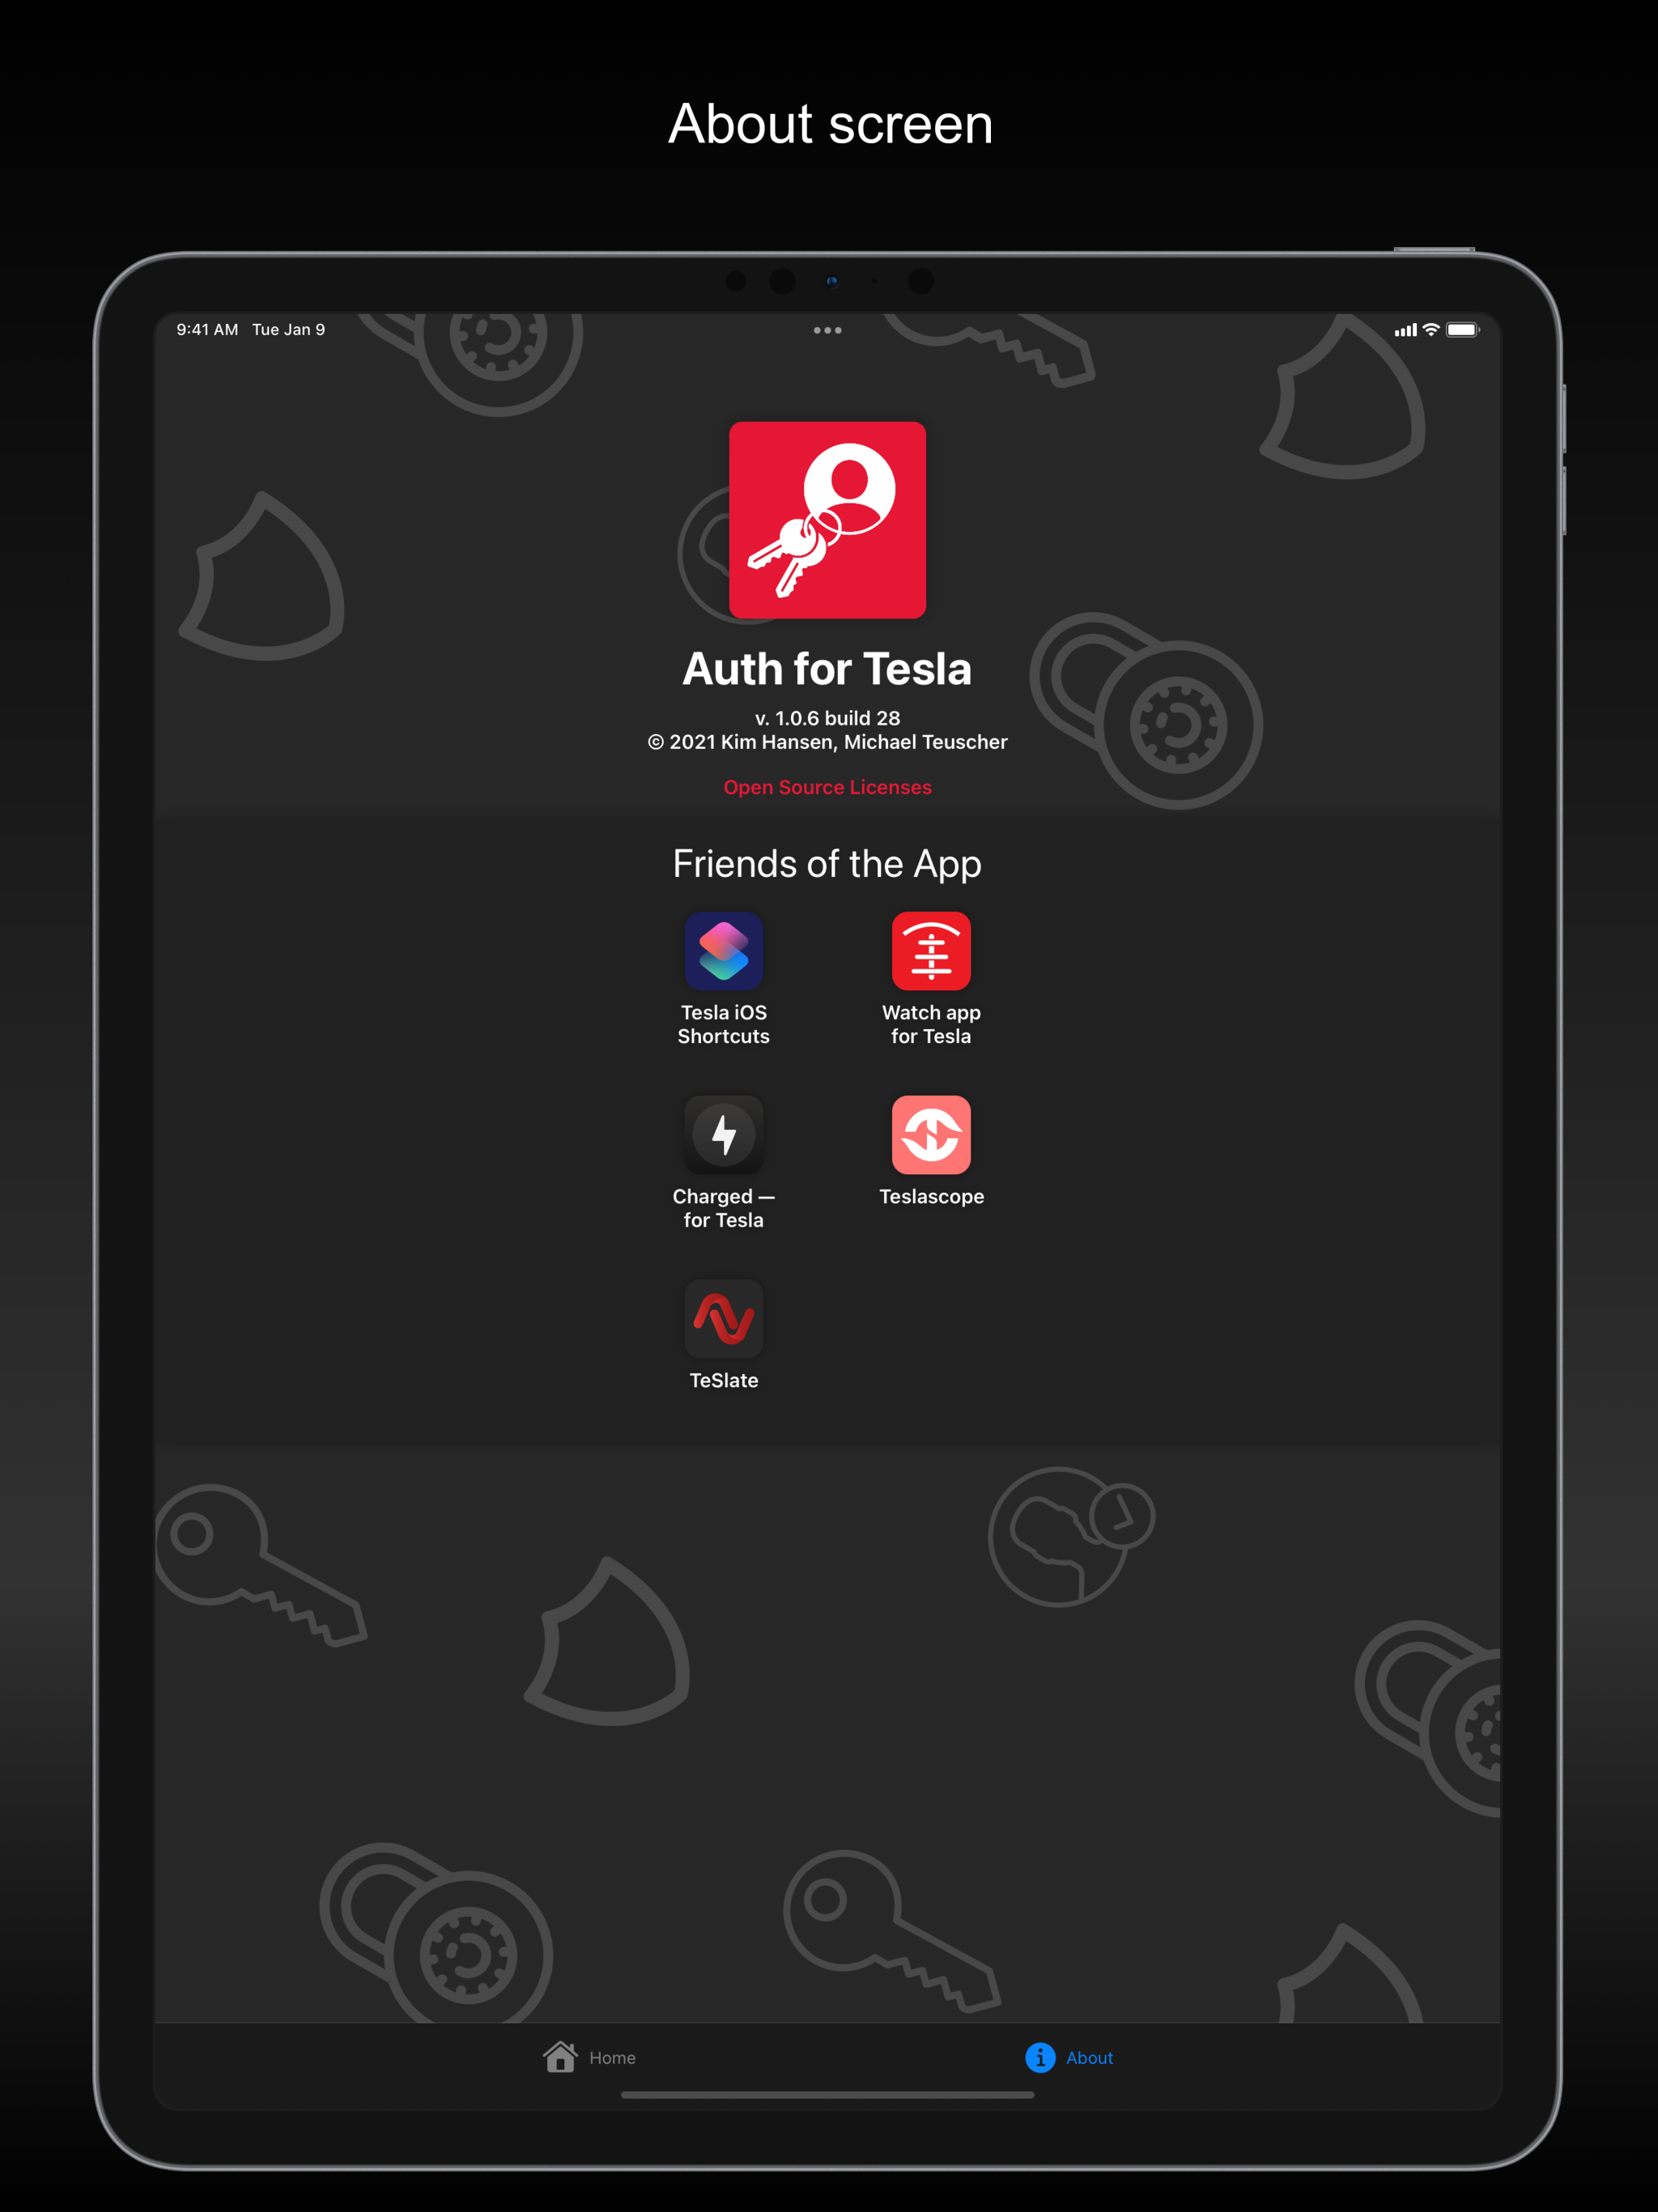 About screen
9:41 AM Tue Jan 9
Auth for Tesla
v. 1.0.6 build 28
© 2021 Kim Hansen, Michael Teuscher
Open Source Licenses
Friends of the App
Tesla iOS
Shortcuts
Watch app
for Tesla
Charged —
for Tesla
Teslascope
TeSlate
Home
About